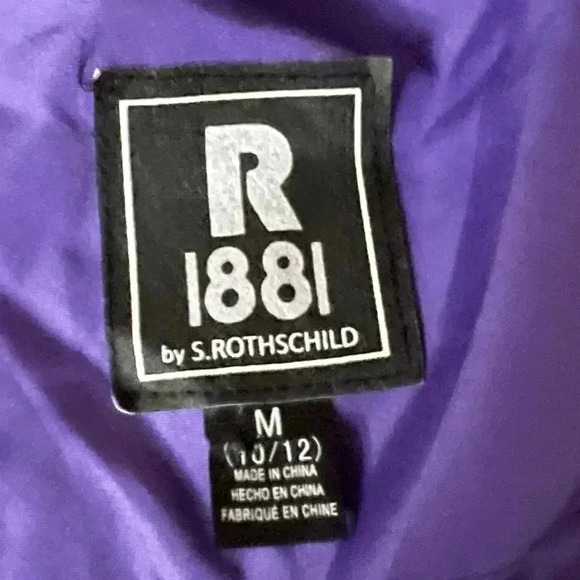 R
1881
by S.ROTHSCHILD
M
(10/12)
MADE IN CHINA
HECHO EN CHINA
FABRIQUÉ EN CHINE